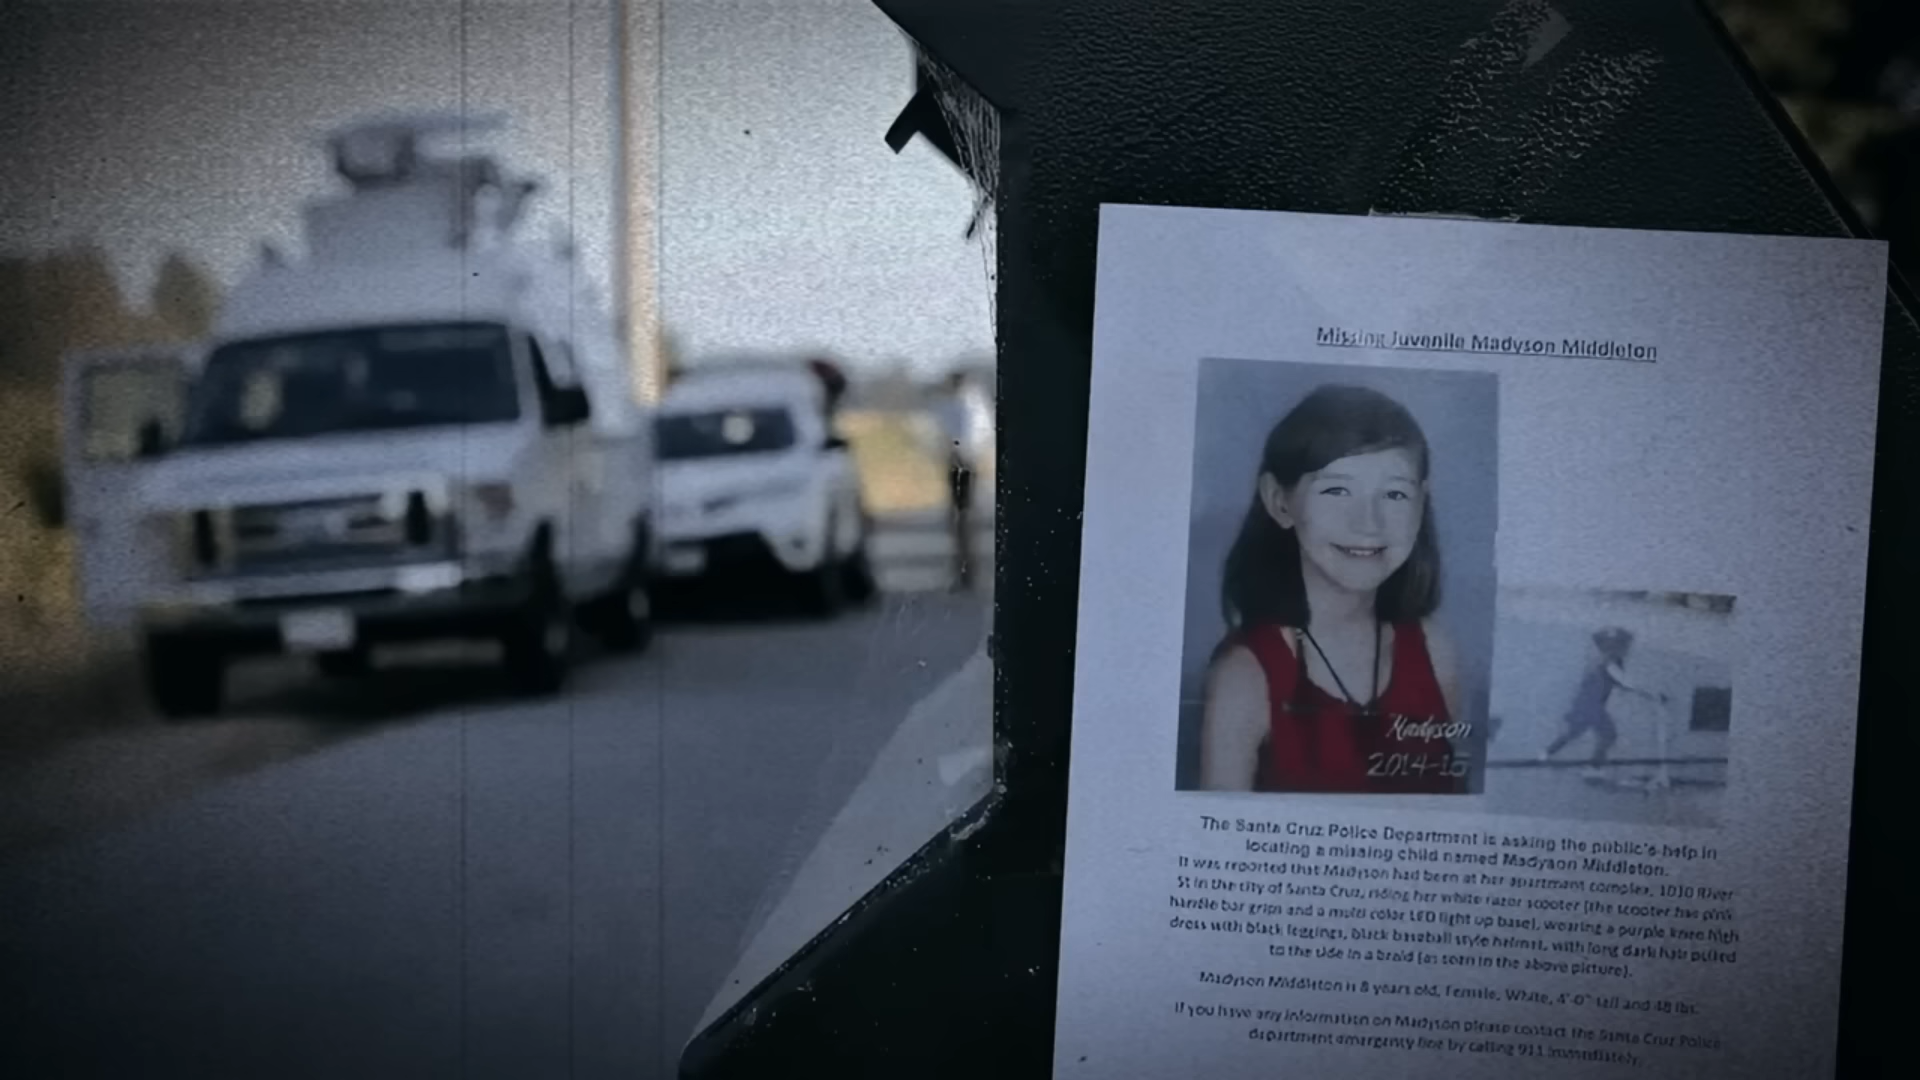 Missing Juvenile Madyson Middleton
Madyson
2014-15
The Santa Cruz Police Department is asking the public's help in
locating a missing child named Madyson Middleton.
It was reported that Madyson had been at her apartment complex, 1010 River
St in the city of Santa Cruz, riding her white razor scooter (the scooter has pink
handle bar grips and a multi color LED light up base), wearing a purple knee high
dress with black leggings, black baseball style helmet, with long dark hair pulled
to the side in a braid (as seen in the above picture).
Madyson Middleton is 8 years old, Female, White, 4'-0" tall and 48 lbs.
If you have any information on Madyson please contact the Santa Cruz Police
department emergency line by calling 911 immediately.